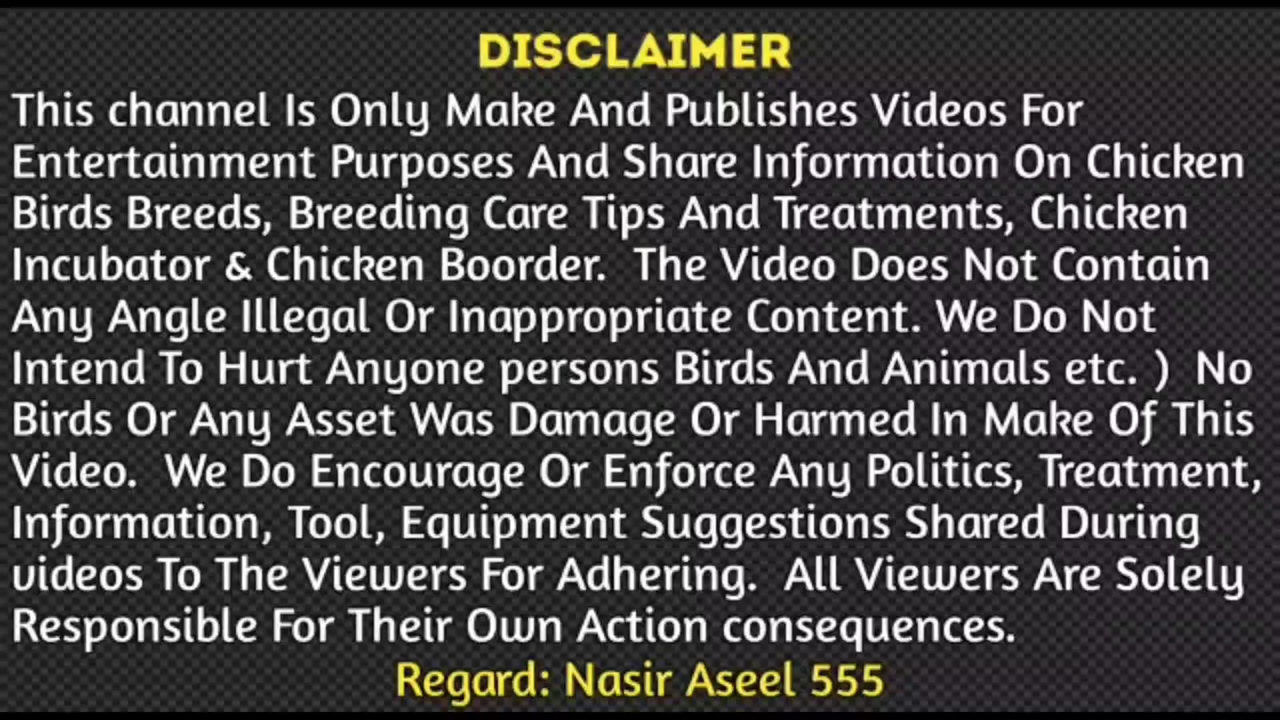 DISCLAIMER
This channel Is Only Make And Publishes Videos For
Entertainment Purposes And Share Information On Chicken
Birds Breeds, Breeding Care Tips And Treatments, Chicken
Incubator & Chicken Boorder. The Video Does Not Contain
Any Angle Illegal Or Inappropriate Content. We Do Not
Intend To Hurt Anyone persons Birds And Animals etc. ) No
Birds Or Any Asset Was Damage Or Harmed In Make Of This
Video. We Do Encourage Or Enforce Any Politics, Treatment,
Information, Tool, Equipment Suggestions Shared During
videos To The Viewers For Adhering. All Viewers Are Solely
Responsible For Their Own Action consequences.
Regard: Nasir Aseel 555